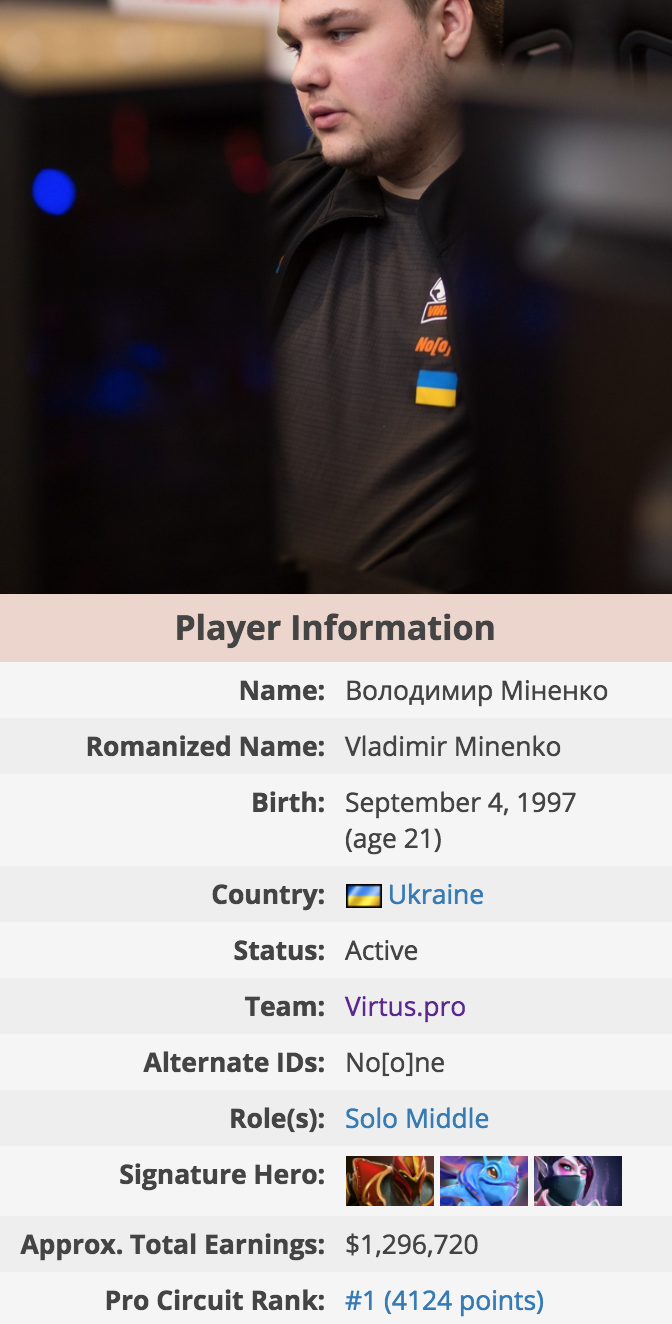 No[o]
Player Information
Name: Володимир Міненко
Romanized Name: Vladimir Minenko
Birth: September 4, 1997
(age 21)
Country: Ukraine
Status: Active
Team: Virtus.pro
Alternate IDs: No[o]ne
Role(s): Solo Middle
Signature Hero:
Approx. Total Earnings: $1,296,720
Pro Circuit Rank: #1 (4124 points)